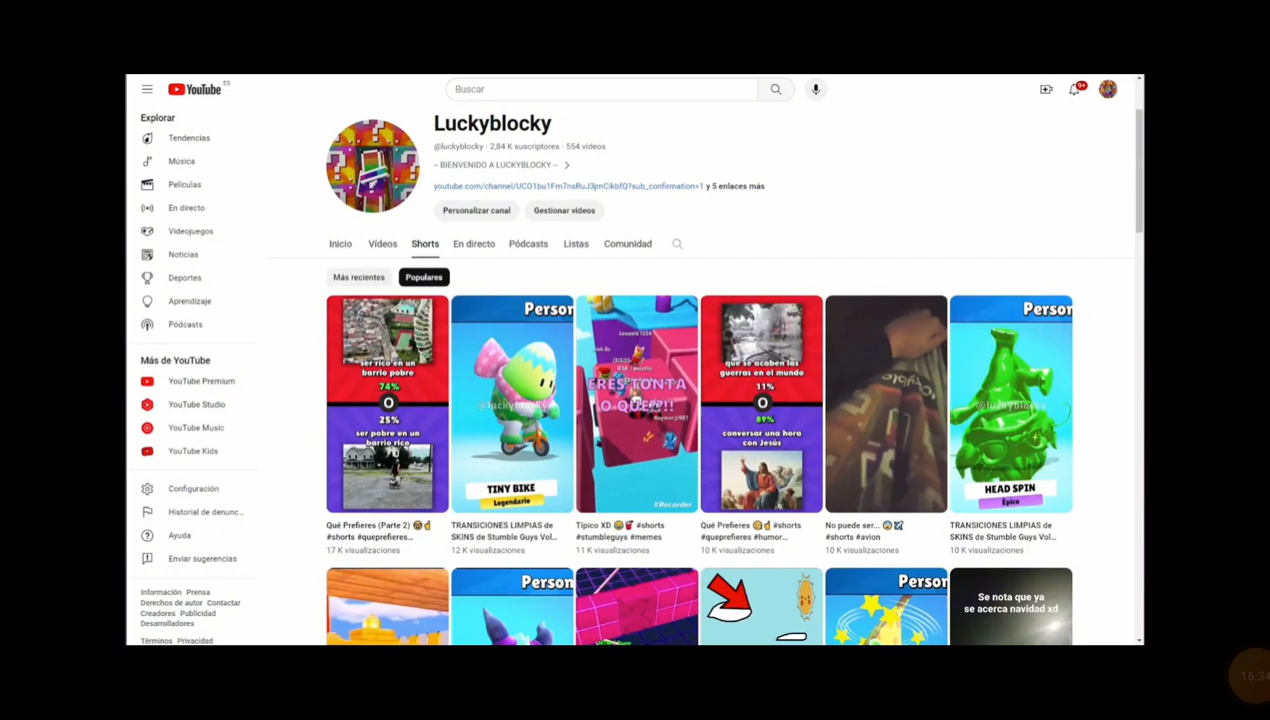 YouTube ES
Buscar
9+
Explorar
Tendencias
Música
Películas
En directo
Videojuegos
Noticias
Deportes
Aprendizaje
Pódcasts
Más de YouTube
YouTube Premium
YouTube Studio
YouTube Music
YouTube Kids
Configuración
Historial de denunc...
Ayuda
Enviar sugerencias
Información Prensa
Derechos de autor Contactar
Creadores Publicidad
Desarrolladores
Términos Privacidad
Luckyblocky
@luckyblocky · 2,84 K suscriptores · 554 vídeos
-- BIENVENIDO A LUCKYBLOCKY --
youtube.com/channel/UCO1bu1Fm7nsRuJ3jmCikbfQ?sub_confirmation=1 y 5 enlaces más
Personalizar canal Gestionar vídeos
Inicio Vídeos Shorts En directo Pódcasts Listas Comunidad
Más recientes Populares
ser rico en un
barrio pobre
74%
O
25%
ser pobre en un
barrio rico
Qué Prefieres (Parte 2)
#shorts #queprefieres...
17 K visualizaciones
Person
@luckyblocky
TINY BIKE
Legendario
TRANSICIONES LIMPIAS de
SKINS de Stumble Guys Vol...
12 K visualizaciones
ERES TONTA
O QUE?!!
XRecorder
Típico XD #shorts
#stumbleguys #memes
11 K visualizaciones
que se acaben las
guerras en el mundo
11%
O
89%
conversar una hora
con Jesús
Qué Prefieres #shorts
#queprefieres #humor...
10 K visualizaciones
No puede ser...
#shorts #avion
10 K visualizaciones
Person
@luckyblocky
HEAD SPIN
Épico
TRANSICIONES LIMPIAS de
SKINS de Stumble Guys Vol...
10 K visualizaciones
Person
Person
Se nota que ya
se acerca navidad xd
16:34